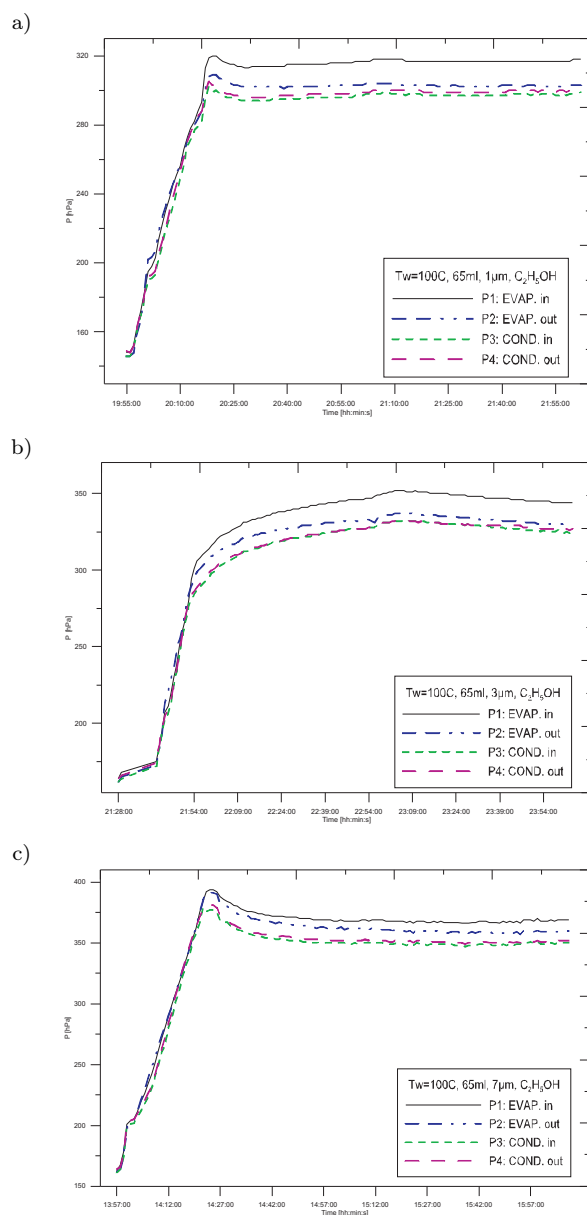 a)
320
280
240
200
160
P [hPa]
Tw=100C, 65ml, 1µm, C₂H₅OH
P1: EVAP. in
P2: EVAP. out
P3: COND. in
P4: COND. out
19:55:00 20:10:00 20:25:00 20:40:00 21:10:00 21:25:00 21:40:00 21:55:00
Time [hh:min:s]
b)
350
300
250
200
P [hPa]
Tw=100C, 65ml, 3µm, C₂H₅OH
P1: EVAP. in
P2: EVAP. out
P3: COND. in
P4: COND. out
21:28:00 21:54:00 22:09:00 22:24:00 22:39:00 22:54:00 23:09:00 23:24:00 23:39:00 23:54:00
Time [hh:min:s]
c)
400
350
300
250
200
150
P [hPa]
Tw=100C, 65ml, 7µm, C₂H₅OH
P1: EVAP. in
P2: EVAP. out
P3: COND. in
P4: COND. out
13:57:00 14:12:00 14:27:00 14:42:00 14:57:00 15:12:00 15:27:00 15:42:00 15:57:00
Time [hh:min:s]